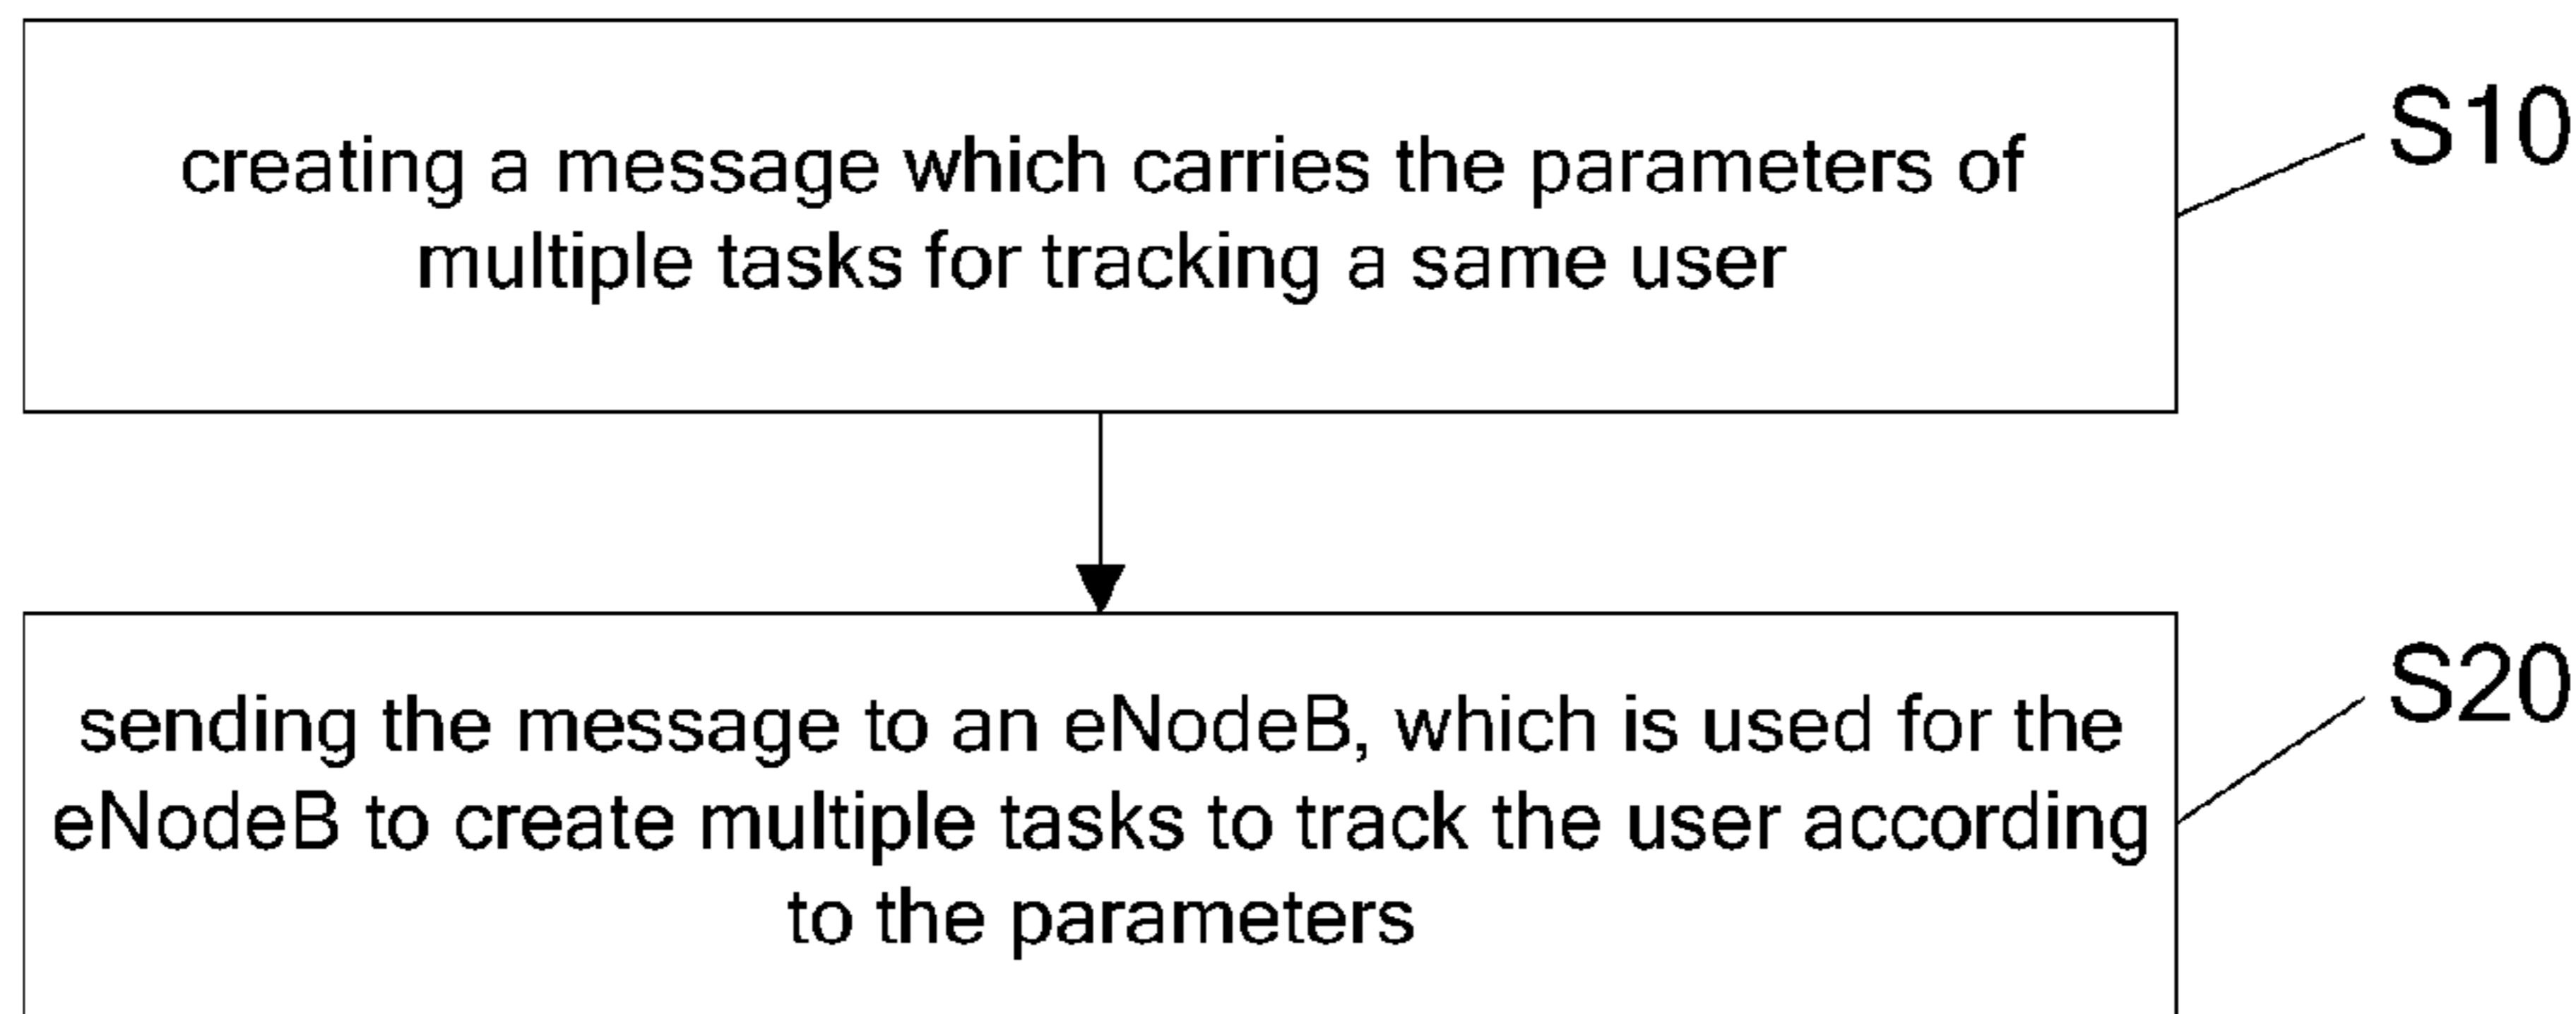 creating a message which carries the parameters of
multiple tasks for tracking a same user
S10
sending the message to an eNodeB, which is used for the
eNodeB to create multiple tasks to track the user according
to the parameters
S20